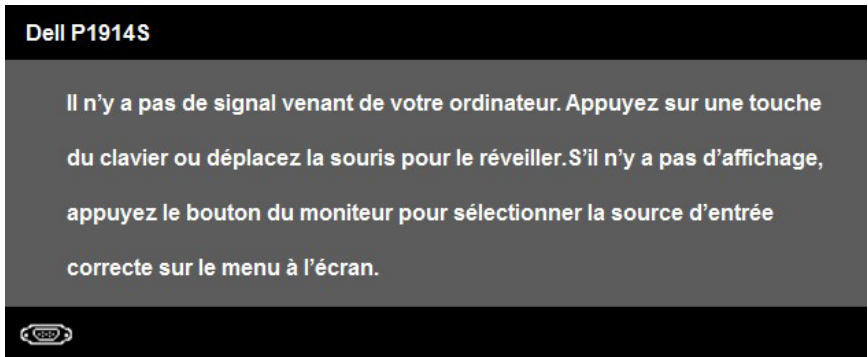 Dell P1914S
Il n’y a pas de signal venant de votre ordinateur. Appuyez sur une touche
du clavier ou déplacez la souris pour le réveiller.S’il n’y a pas d’affichage,
appuyez le bouton du moniteur pour sélectionner la source d’entrée
correcte sur le menu à l’écran.